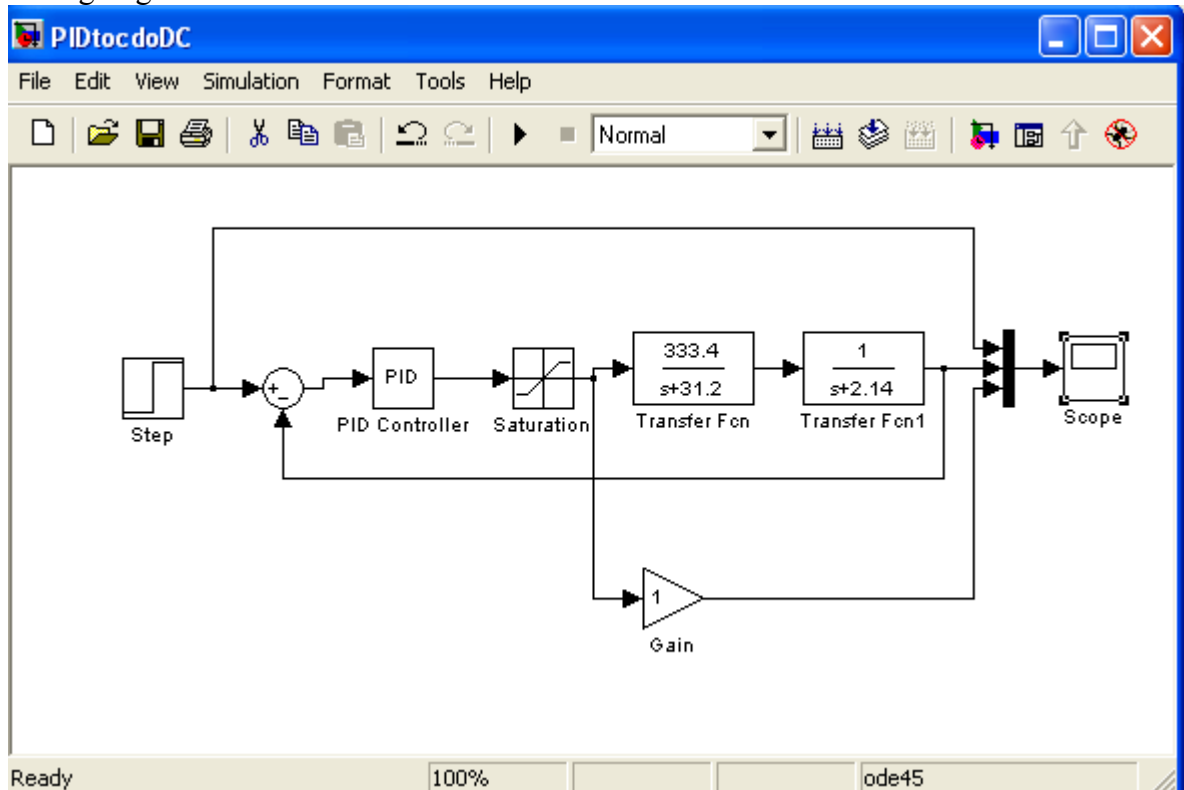 PIDtocdoDC
File Edit View Simulation Format Tools Help
Normal
333.4
s+31.2
Transfer Fcn
1
s+2.14
Transfer Fcn1
+
−
PID
Step
PID Controller
Saturation
Scope
1
Gain
Ready 100% ode45